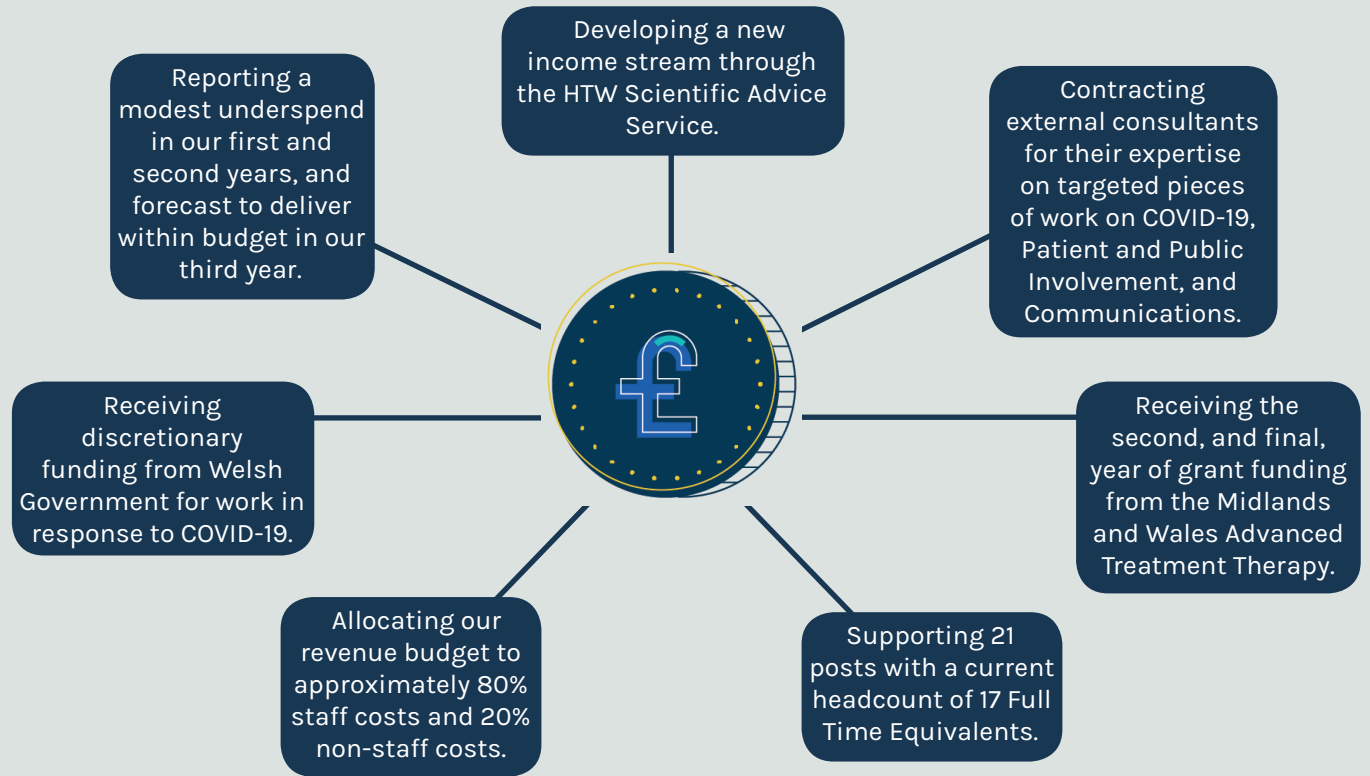 Developing a new
income stream through
the HTW Scientific Advice
Service.
Reporting a
modest underspend
in our first and
second years, and
forecast to deliver
within budget in our
third year.
Contracting
external consultants
for their expertise
on targeted pieces
of work on COVID-19,
Patient and Public
Involvement, and
Communications.
£
Receiving
discretionary
funding from Welsh
Government for work in
response to COVID-19.
Receiving the
second, and final,
year of grant funding
from the Midlands
and Wales Advanced
Treatment Therapy.
Allocating our
revenue budget to
approximately 80%
staff costs and 20%
non-staff costs.
Supporting 21
posts with a current
headcount of 17 Full
Time Equivalents.